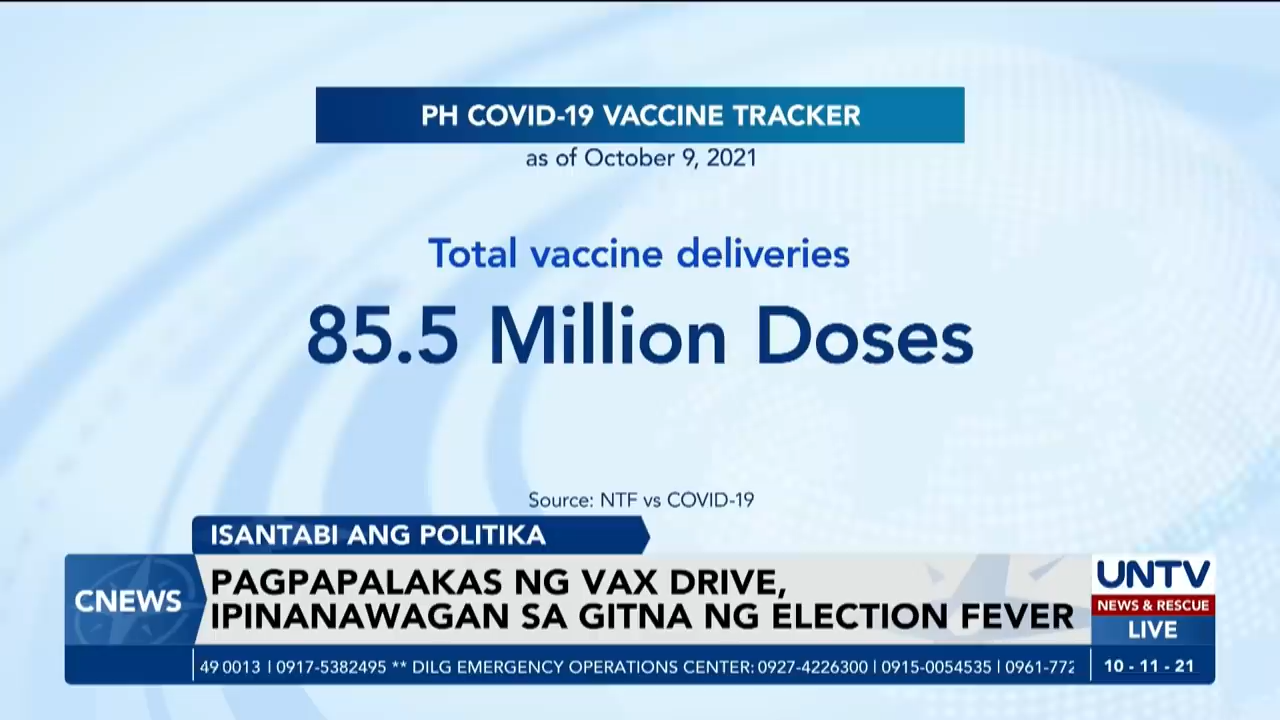 PH COVID-19 VACCINE TRACKER
as of October 9, 2021
Total vaccine deliveries
85.5 Million Doses
Source: NTF vs COVID-19
ISANTABI ANG POLITIKA
CNEWS
PAGPAPALAKAS NG VAX DRIVE,
IPINANAWAGAN SA GITNA NG ELECTION FEVER
UNTV
NEWS & RESCUE
LIVE
49 0013 | 0917-5382495 ** DILG EMERGENCY OPERATIONS CENTER: 0927-4226300 | 0915-0054535 | 0961-772
10 - 11 - 21